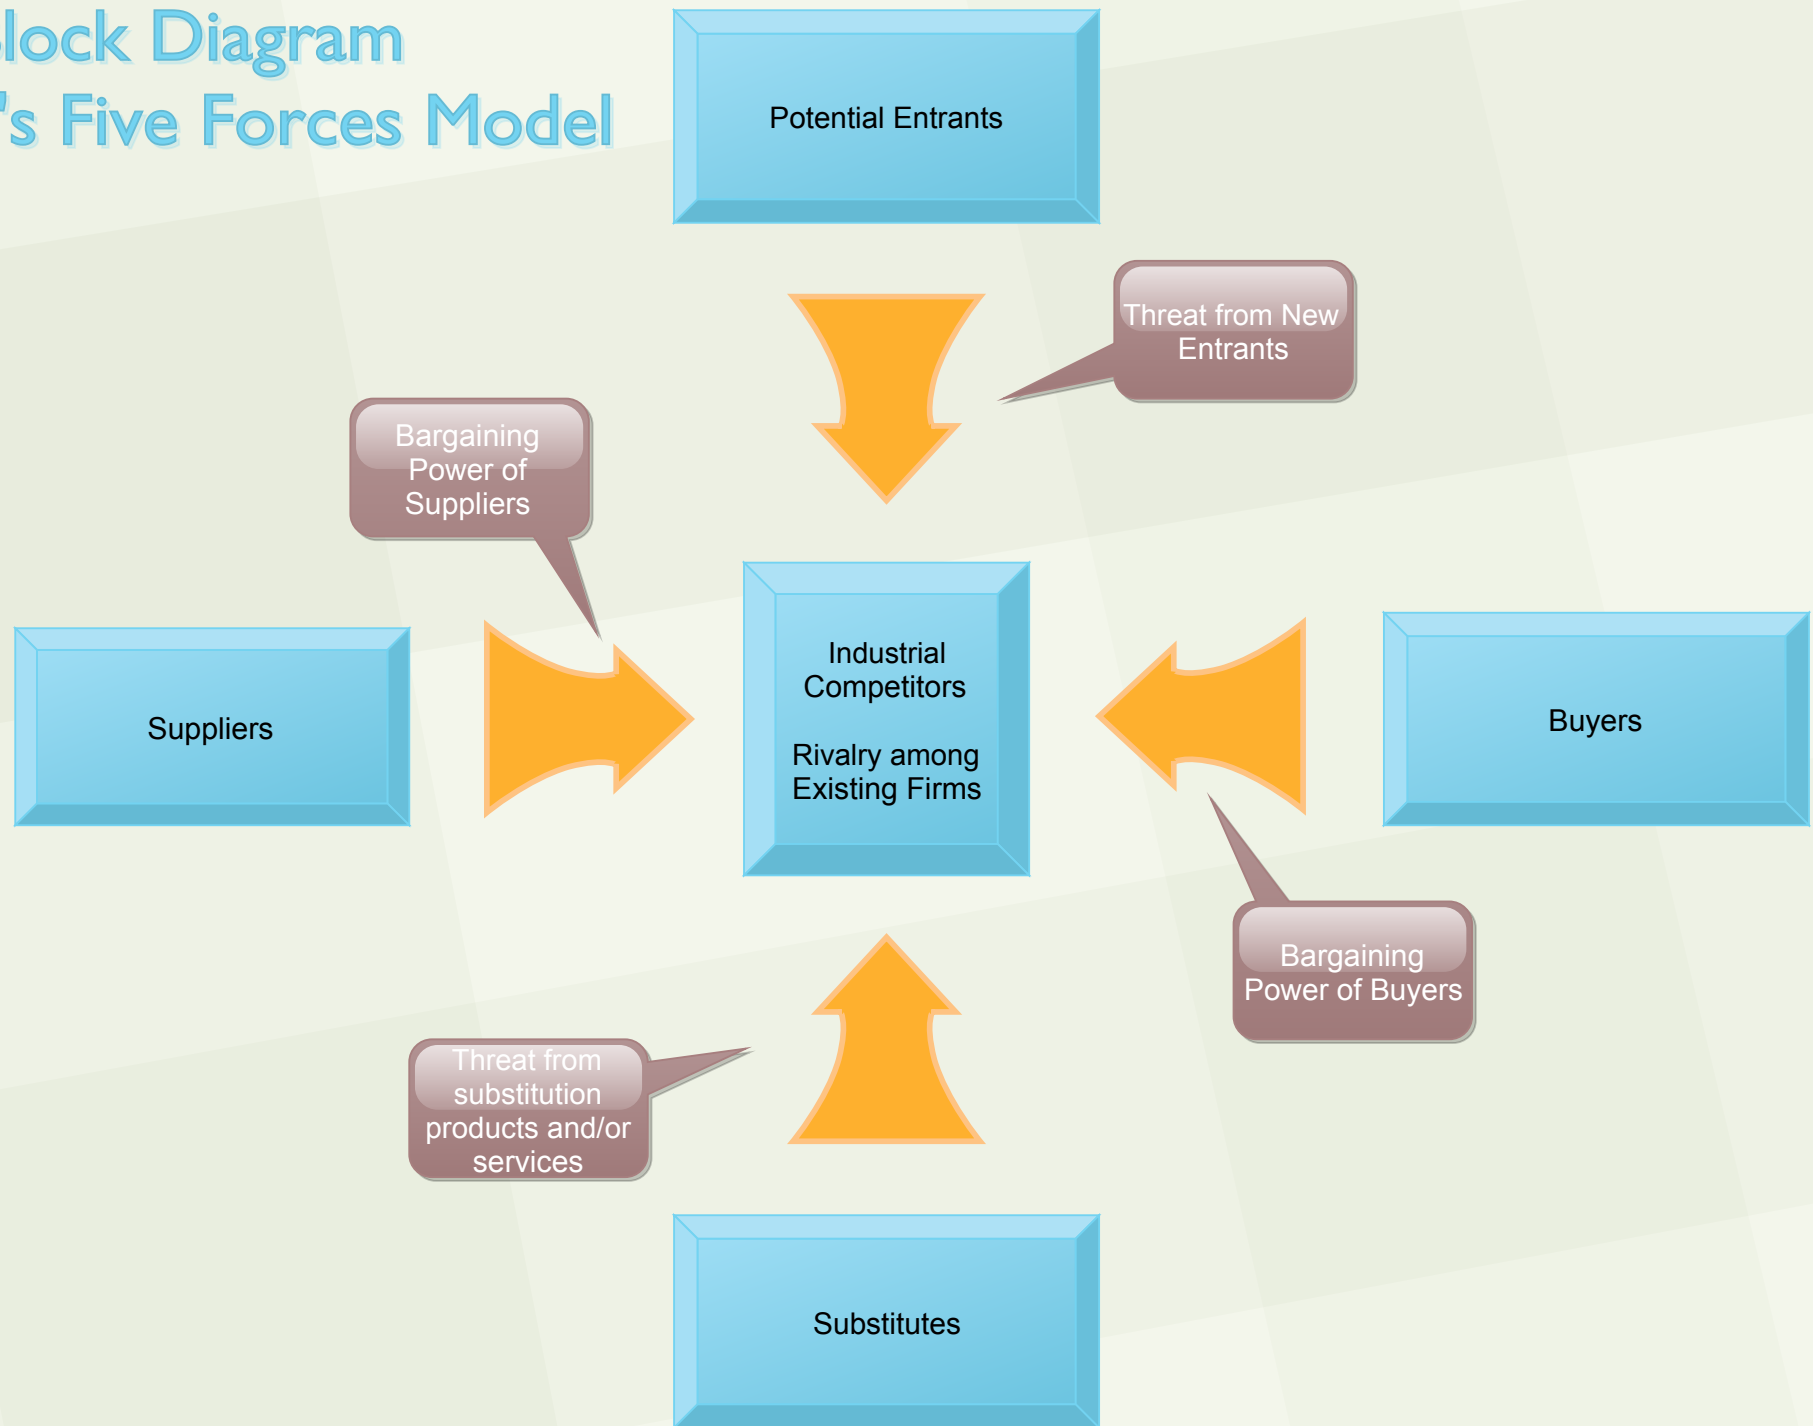 lock Diagram
's Five Forces Model
Potential Entrants
Threat from New
Entrants
Bargaining
Power of
Suppliers
Suppliers
Industrial
Competitors
Rivalry among
Existing Firms
Buyers
Bargaining
Power of Buyers
Threat from
substitution
products and/or
services
Substitutes